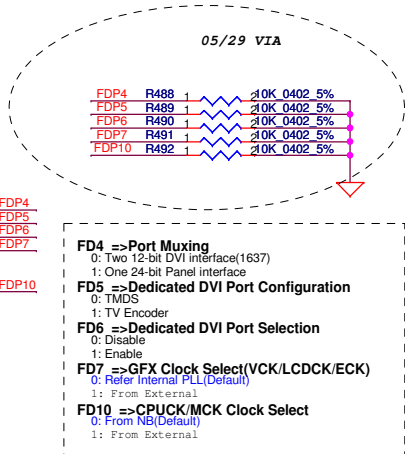 05/29 VIA
FDP4 R488 1 2 10K_0402_5%
FDP5 R489 1 2 10K_0402_5%
FDP6 R490 1 2 10K_0402_5%
FDP7 R491 1 2 10K_0402_5%
FDP10 R492 1 2 10K_0402_5%
FDP4
FDP5
FDP6
FDP7
FDP10
FD4 =>Port Muxing
0: Two 12-bit DVI interface(1637)
1: One 24-bit Panel interface
FD5 =>Dedicated DVI Port Configuration
0: TMDS
1: TV Encoder
FD6 =>Dedicated DVI Port Selection
0: Disable
1: Enable
FD7 =>GFX Clock Select(VCK/LCDCK/ECK)
0: Refer Internal PLL(Default)
1: From External
FD10 =>CPUCK/MCK Clock Select
0: From NB(Default)
1: From External